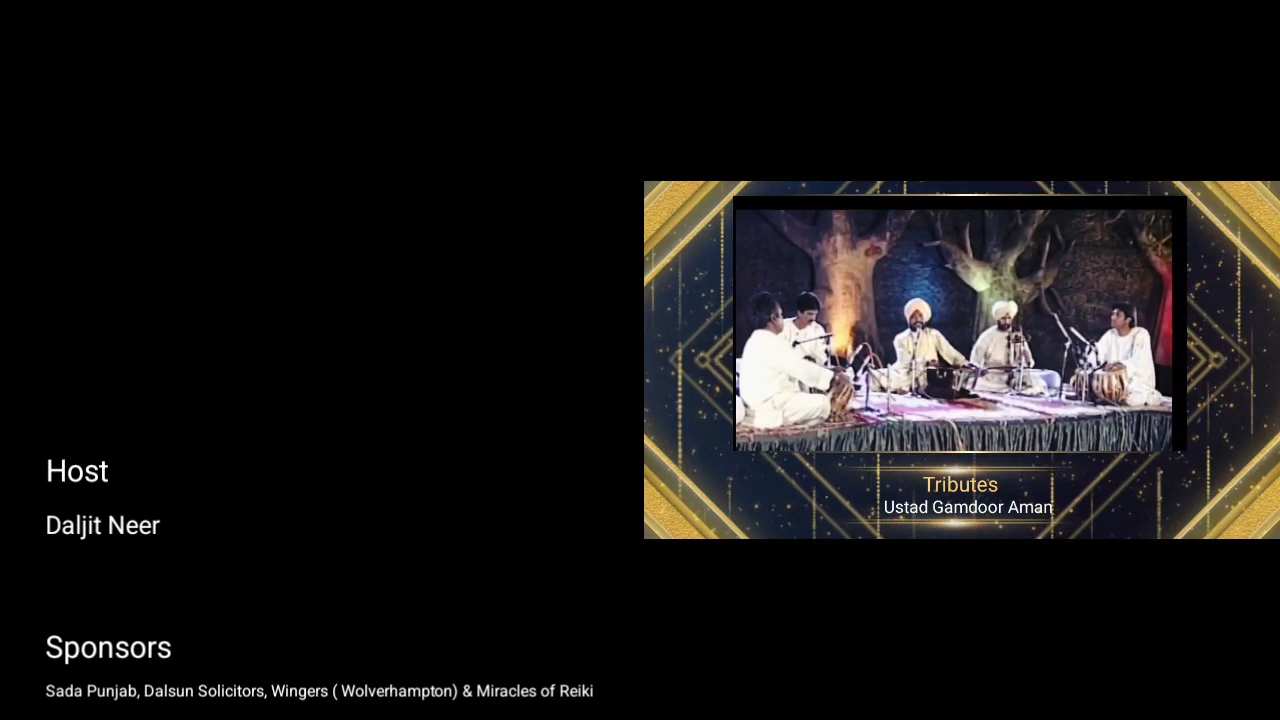 Host
Daljit Neer
Sponsors
Sada Punjab, Dalsun Solicitors, Wingers ( Wolverhampton) & Miracles of Reiki
Tributes
Ustad Gamdoor Aman